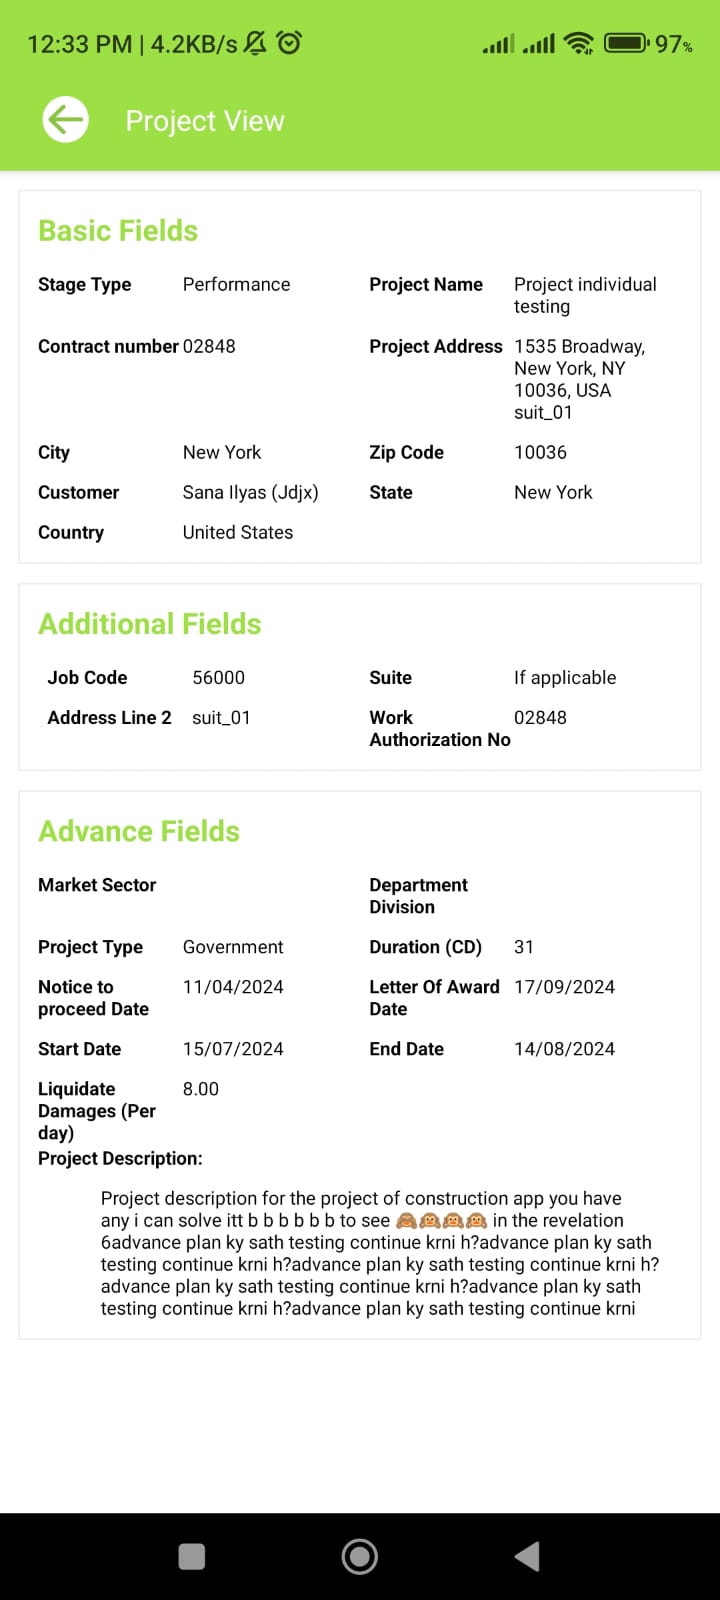 12:33 PM | 4.2KB/s 97%
Project View
Basic Fields
Stage Type Performance Project Name Project individual
testing
Contract number 02848 Project Address 1535 Broadway,
New York, NY
10036, USA
suit_01
City New York Zip Code 10036
Customer Sana Ilyas (Jdjx) State New York
Country United States
Additional Fields
Job Code 56000 Suite If applicable
Address Line 2 suit_01 Work 02848
Authorization No
Advance Fields
Market Sector Department
Division
Project Type Government Duration (CD) 31
Notice to 11/04/2024 Letter Of Award 17/09/2024
proceed Date Date
Start Date 15/07/2024 End Date 14/08/2024
Liquidate 8.00
Damages (Per
day)
Project Description:
Project description for the project of construction app you have
any i can solve itt b b b b b b to see 🙈🙊🙊🙊 in the revelation
6advance plan ky sath testing continue krni h?advance plan ky sath
testing continue krni h?advance plan ky sath testing continue krni h?
advance plan ky sath testing continue krni h?advance plan ky sath
testing continue krni h?advance plan ky sath testing continue krni